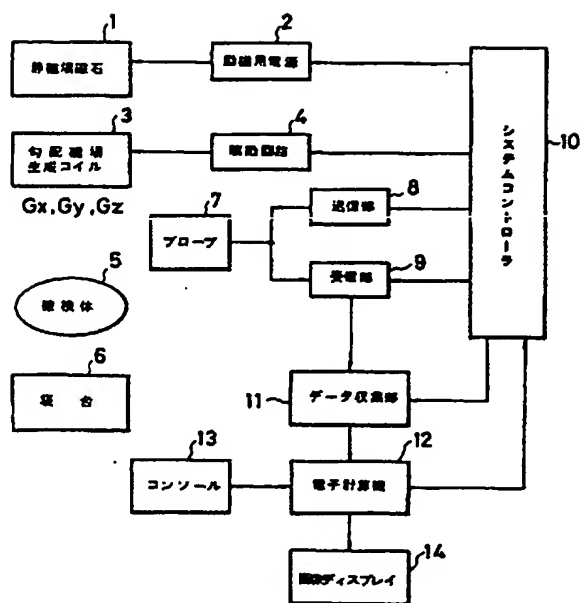 1
静磁場磁石
2
励磁用電源
3
勾配磁場
生成コイル
Gx,Gy,Gz
4
駆動回路
システムコントローラ
10
7
プローブ
8
送信部
9
受信部
5
被検体
6
寝台
11
データ収集部
12
電子計算機
13
コンソール
14
画像ディスプレイ